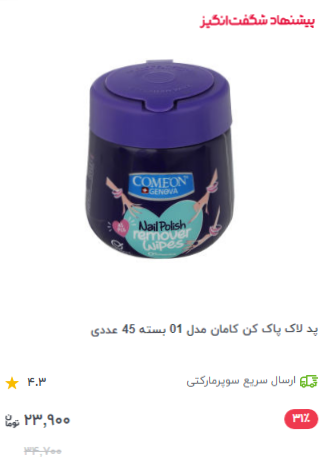 پیشنهاد شگفت‌انگیز
COMEON
GENEVA
Nail Polish
remover
wipes
پد لاک پاک کن کامان مدل 01 بسته 45 عددی
ارسال سریع سوپرمارکتی
۴.۳
۳۱٪
۲۳,۹۰۰ تومان
۳۴,۷۰۰